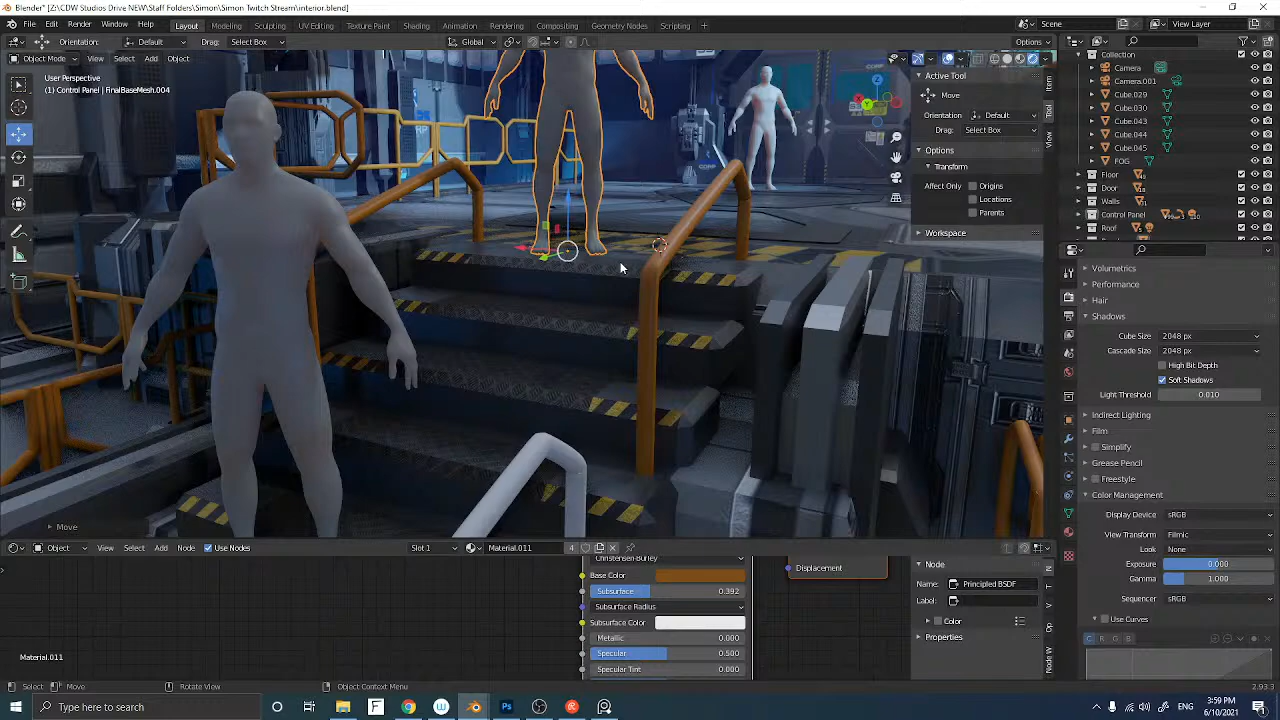 Blender* [D:\CDW Studios Drive NEW\Staff Folders\Simon\Simon Twitch Stream\interior.blend]
File Edit Render Window Help Layout Modeling Sculpting UV Editing Texture Paint Shading Animation Rendering Compositing Geometry Nodes Scripting + Scene View Layer
Orientation: Default Drag: Select Box Global Options
Object Mode View Select Add Object
User Perspective
(1) Control Panel | FinalBaseMesh.004
Active Tool
Move
Orientation: Default
Drag: Select Box
Options
Transform
Affect Only Origins
Locations
Parents
Workspace
Item
Tool
View
Collection
Camera
Camera.001
Cube.029
Cube.030
Cube.043
Cube.044
Cube.045
FOG
Floor
Door
Walls
Control Panel
Roof
Volumetrics
Performance
Hair
Shadows
Cube Size 2048 px
Cascade Size 2048 px
High Bit Depth
Soft Shadows
Light Threshold 0.010
Indirect Lighting
Film
Simplify
Grease Pencil
Freestyle
Color Management
Display Device sRGB
View Transform Filmic
Look None
Exposure 0.000
Gamma 1.000
Sequencer sRGB
Use Curves
C R G B
Move
Object View Select Add Node Use Nodes Slot 1 Material.011 4
Christensen-Burley
Base Color
Subsurface 0.392
Subsurface Radius
Subsurface Color
Metallic 0.000
Specular 0.500
Specular Tint 0.000
Displacement
Node
Name: Principled BSDF
Label:
Color
Properties
Material.011
Select Move Rotate View Object Context Menu 2.93.3
Type here to search
3:59 PM
6/10/2021